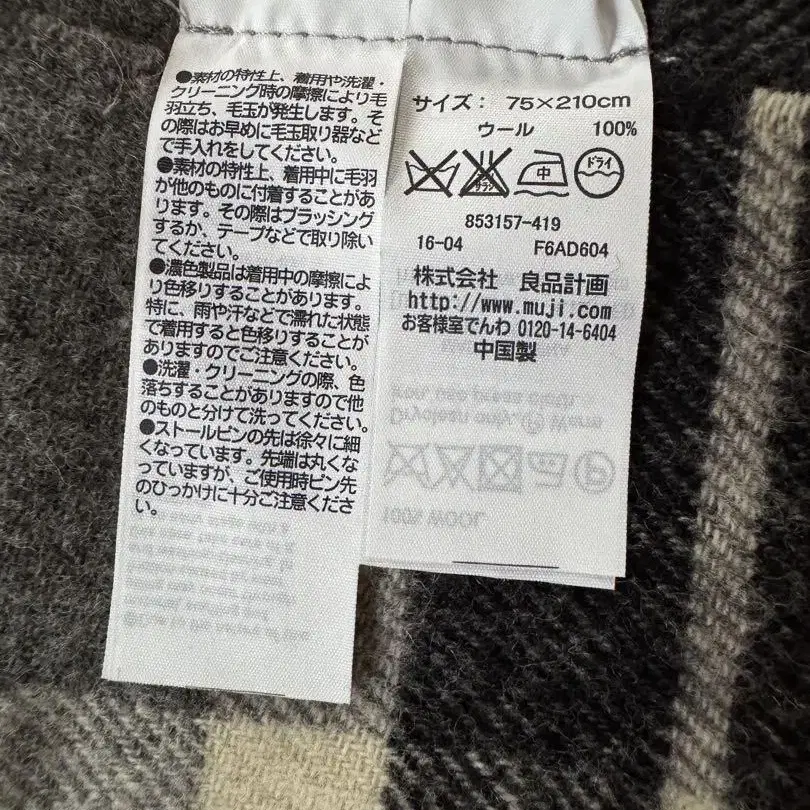 ●素材の特性上、着用や洗濯・
クリーニング時の摩擦により毛
羽立ち、毛玉が発生します。そ
の際はお早めに毛玉取り器など
で手入れをしてください。
●素材の特性上、着用中に毛羽
が他のものに付着することがあ
ります。その際はブラッシング
するか、テープなどで取り除い
てください。
●濃色製品は着用中の摩擦によ
り色移りすることがあります。
特に、雨や汗などで濡れた状態
で着用すると色移りすることが
ありますのでご注意ください。
●洗濯・クリーニングの際、色
落ちすることがありますので他
のものと分けて洗ってください。
●ストールピンの先は徐々に細
くなっています。先端は丸くな
っていますが、ご使用時ピン先
のひっかけに十分ご注意くださ
い。
サイズ： 75×210cm
ウール 100%
エンソ サラシ 中 ドライ
853157-419
16-04 F6AD604
株式会社 良品計画
http://www.muji.com
お客様室でんわ 0120-14-6404
中国製
Dryclean only, Ⓟ Warm
iron, use press cloth.
100% WOOL